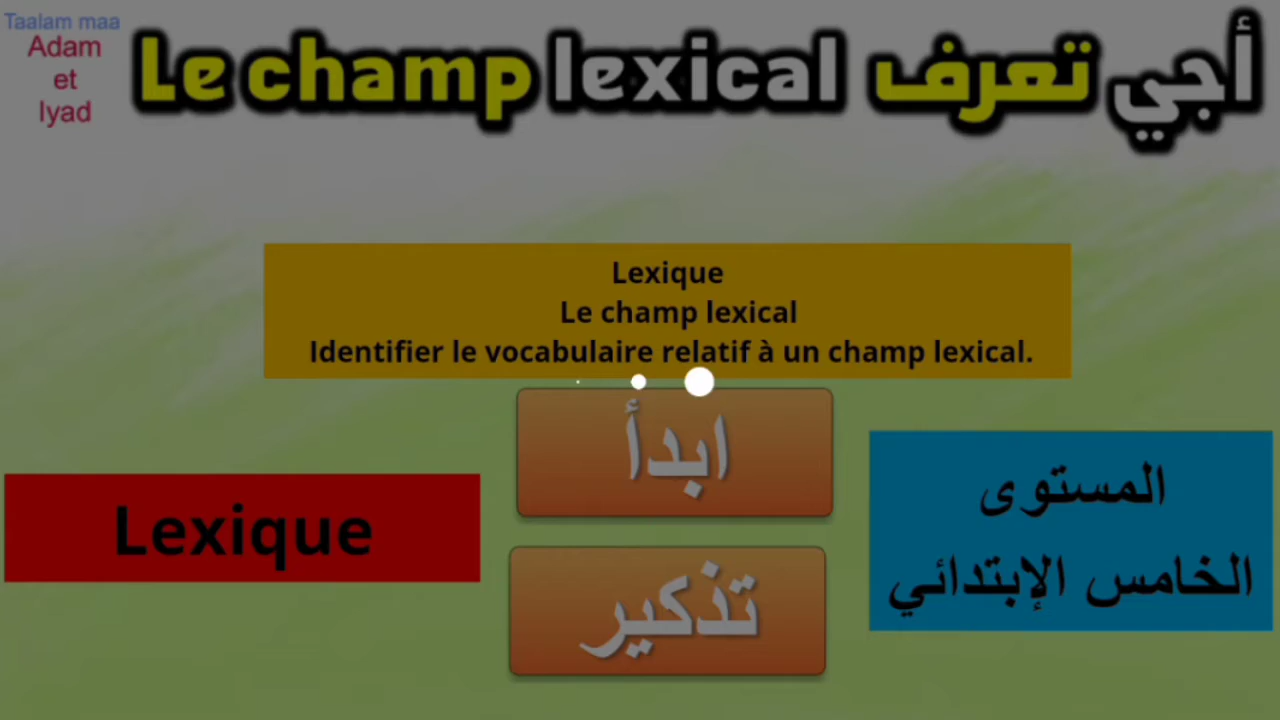 Taalam maa
Adam
et
Iyad
أجي تعرف Le champ lexical
Lexique
Le champ lexical
Identifier le vocabulaire relatif à un champ lexical.
ابدأ
تذكير
Lexique
المستوى
الخامس الإبتدائي